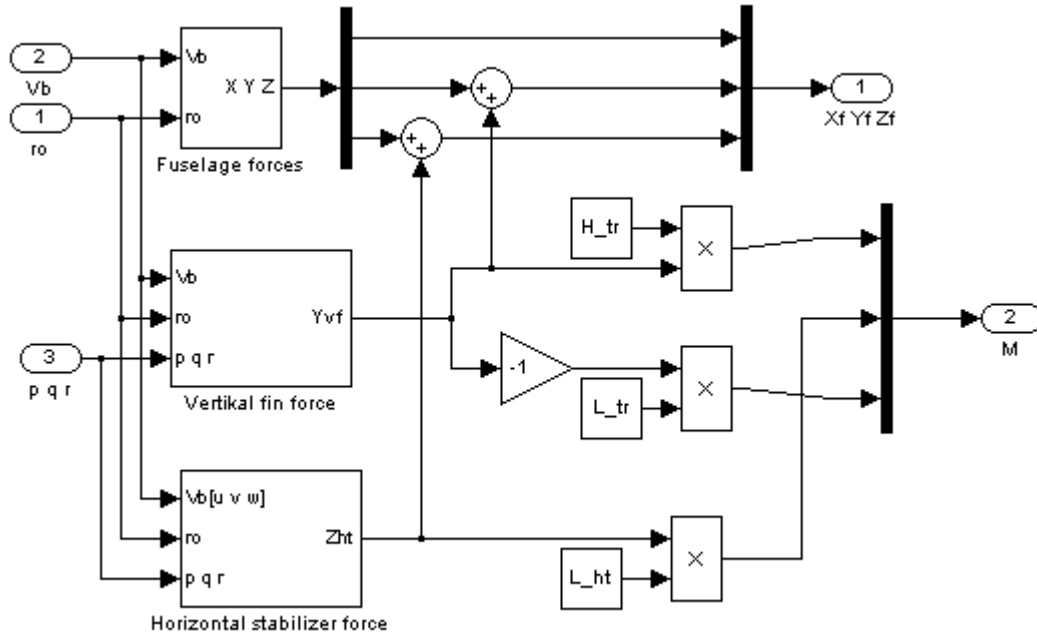 2
Vb
1
ro
Vb
X Y Z
ro
Fuselage forces
+
+
+
+
1
Xf Yf Zf
H_tr
×
Vb
ro
Yvf
p q r
Vertikal fin force
3
p q r
-1
L_tr
×
2
M
Vb[u v w]
ro
Zht
p q r
Horizontal stabilizer force
L_ht
×